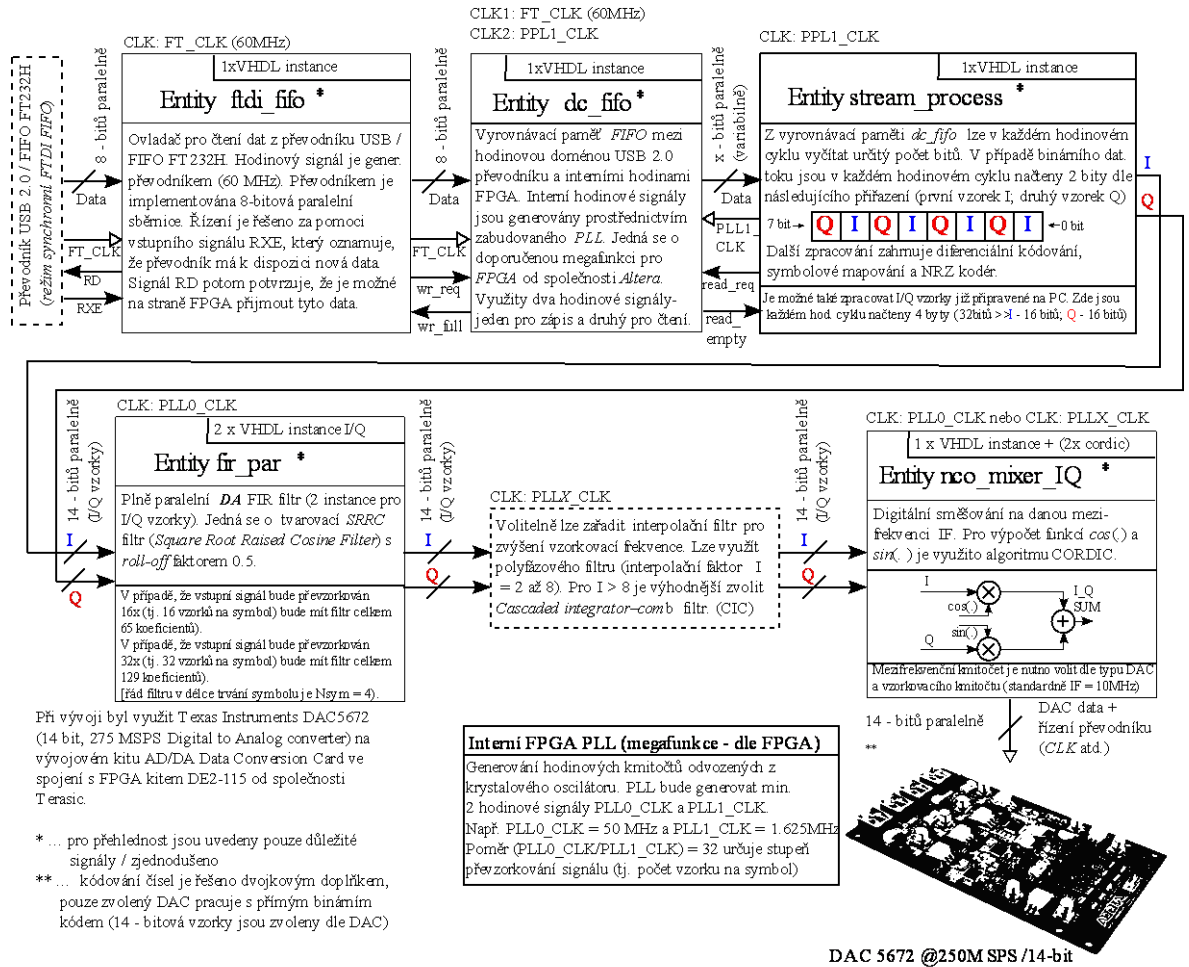 CLK: FT_CLK (60MHz)
CLK1: FT_CLK (60MHz)
CLK2: PPL1_CLK
CLK: PPL1_CLK
Převodník USB 2.0 / FIFO FT232H
(režim synchronní FTDI FIFO)
8 - bitů paralelně
Data
FT_CLK
RD
RXE
1xVHDL instance
Entity ftdi_fifo *
Ovladač pro čtení dat z převodníku USB /
FIFO FT232H. Hodinový signál je gener.
převodníkem (60 MHz). Převodníkem je
implementována 8-bitová paralelní
sběrnice. Řízení je řešeno za pomoci
vstupního signálu RXE, který oznamuje,
že převodník má k dispozici nová data.
Signál RD potom potvrzuje, že je možné
na straně FPGA přijmout tyto data.
8 - bitů paralelně
Data
FT_CLK
wr_req
wr_full
1xVHDL instance
Entity dc_fifo *
Vyrovnávací paměť FIFO mezi
hodinovou doménou USB 2.0
převodníku a interními hodinami
FPGA. Interní hodinové signály
jsou generovány prostřednictvím
zabudovaného PLL. Jedná se o
doporučenou megafunkci pro
FPGA od společnosti Altera.
Využity dva hodinové signály-
jeden pro zápis a druhý pro čtení.
x - bitů paralelně
(variabilně)
Data
PLL1_
CLK
read_req
read_
empty
1xVHDL instance
Entity stream_process *
Z vyrovnávací paměti dc_fifo lze v každém hodinovém
cyklu vyčítat určitý počet bitů. V případě binárního dat.
toku jsou v každém hodinovém cyklu načteny 2 bity dle
násleldujícího přiřazení (první vzorek I; druhý vzorek Q)
7 bit Q I Q I Q I Q I 0 bit
Další zpracování zahrnuje diferenciální kódování,
symbolové mapování a NRZ kodér.
Je možné také zpracovat I/Q vzorky již připravené na PC. Zde jsou
každém hod. cyklu načteny 4 byty (32bitů >>I - 16 bitů; Q - 16 bitů)
I
Q
CLK: PLL0_CLK
14 - bitů paralelně
(I/Q vzorky)
I
Q
2 x VHDL instance I/Q
Entity fir_par *
Plně paralelní DA FIR filtr (2 instance pro
I/Q vzorky). Jedná se o tvarovací SRRC
filtr (Square Root Raised Cosine Filter) s
roll-off faktorem 0.5.
V případě, že vstupní signál bude převzorkován
16x (tj. 16 vzorků na symbol) bude mít filtr celkem
65 koeficientů).
V případě, že vstupní signál bude převzorkován
32x (tj. 32 vzorků na symbol) bude mít filtr celkem
129 koeficientů).
[řád filtru v délce trvání symbolu je Nsym = 4).
14 - bitů paralelně
(I/Q vzorky)
I
Q
CLK: PLLX_CLK
Volitelně lze zařadit interpolační filtr pro
zvýšení vzorkovací frekvence. Lze využít
polyfázového filtru (interpolační faktor I
= 2 až 8). Pro I > 8 je výhodnější zvolit
Cascaded integrator–comb filtr. (CIC)
14 - bitů paralelně
(I/Q vzorky)
I
Q
CLK: PLL0_CLK nebo CLK: PLLX_CLK
1 x VHDL instance + (2x cordic)
Entity nco_mixer_IQ *
Digitální směšování na danou mezi-
frekvenci IF. Pro výpočet funkcí cos(.) a
sin(. ) je využito algoritmu CORDIC.
I
cos(.)
sin(.)
Q
I_Q
SUM
Mezifrekvenční kmitočet je nutno volit dle typu DAC
a vzorkovacího kmitočtu (standardně IF = 10MHz)
14 - bitů paralelně
**
DAC data +
řízení převodníku
(CLK atd.)
Při vývoji byl využit Texas Instruments DAC5672
(14 bit, 275 MSPS Digital to Analog converter) na
vývojovém kitu AD/DA Data Conversion Card ve
spojení s FPGA kitem DE2-115 od společnosti
Terasic.
* ... pro přehlednost jsou uvedeny pouze důležité
signály / zjednodušeno
** ... kódování čísel je řešeno dvojkovým doplňkem,
pouze zvolený DAC pracuje s přímým binárním
kódem (14 - bitová vzorky jsou zvoleny dle DAC)
Interní FPGA PLL (megafunkce - dle FPGA)
Generování hodinových kmitočtů odvozených z
krystalového oscilátoru. PLL bude generovat min.
2 hodinové signály PLL0_CLK a PLL1_CLK.
Např. PLL0_CLK = 50 MHz a PLL1_CLK = 1.625MHz
Poměr (PLL0_CLK/PLL1_CLK) = 32 určuje stupeň
převzorkování signálu (tj. počet vzorku na symbol)
DAC 5672 @250M SPS /14-bit